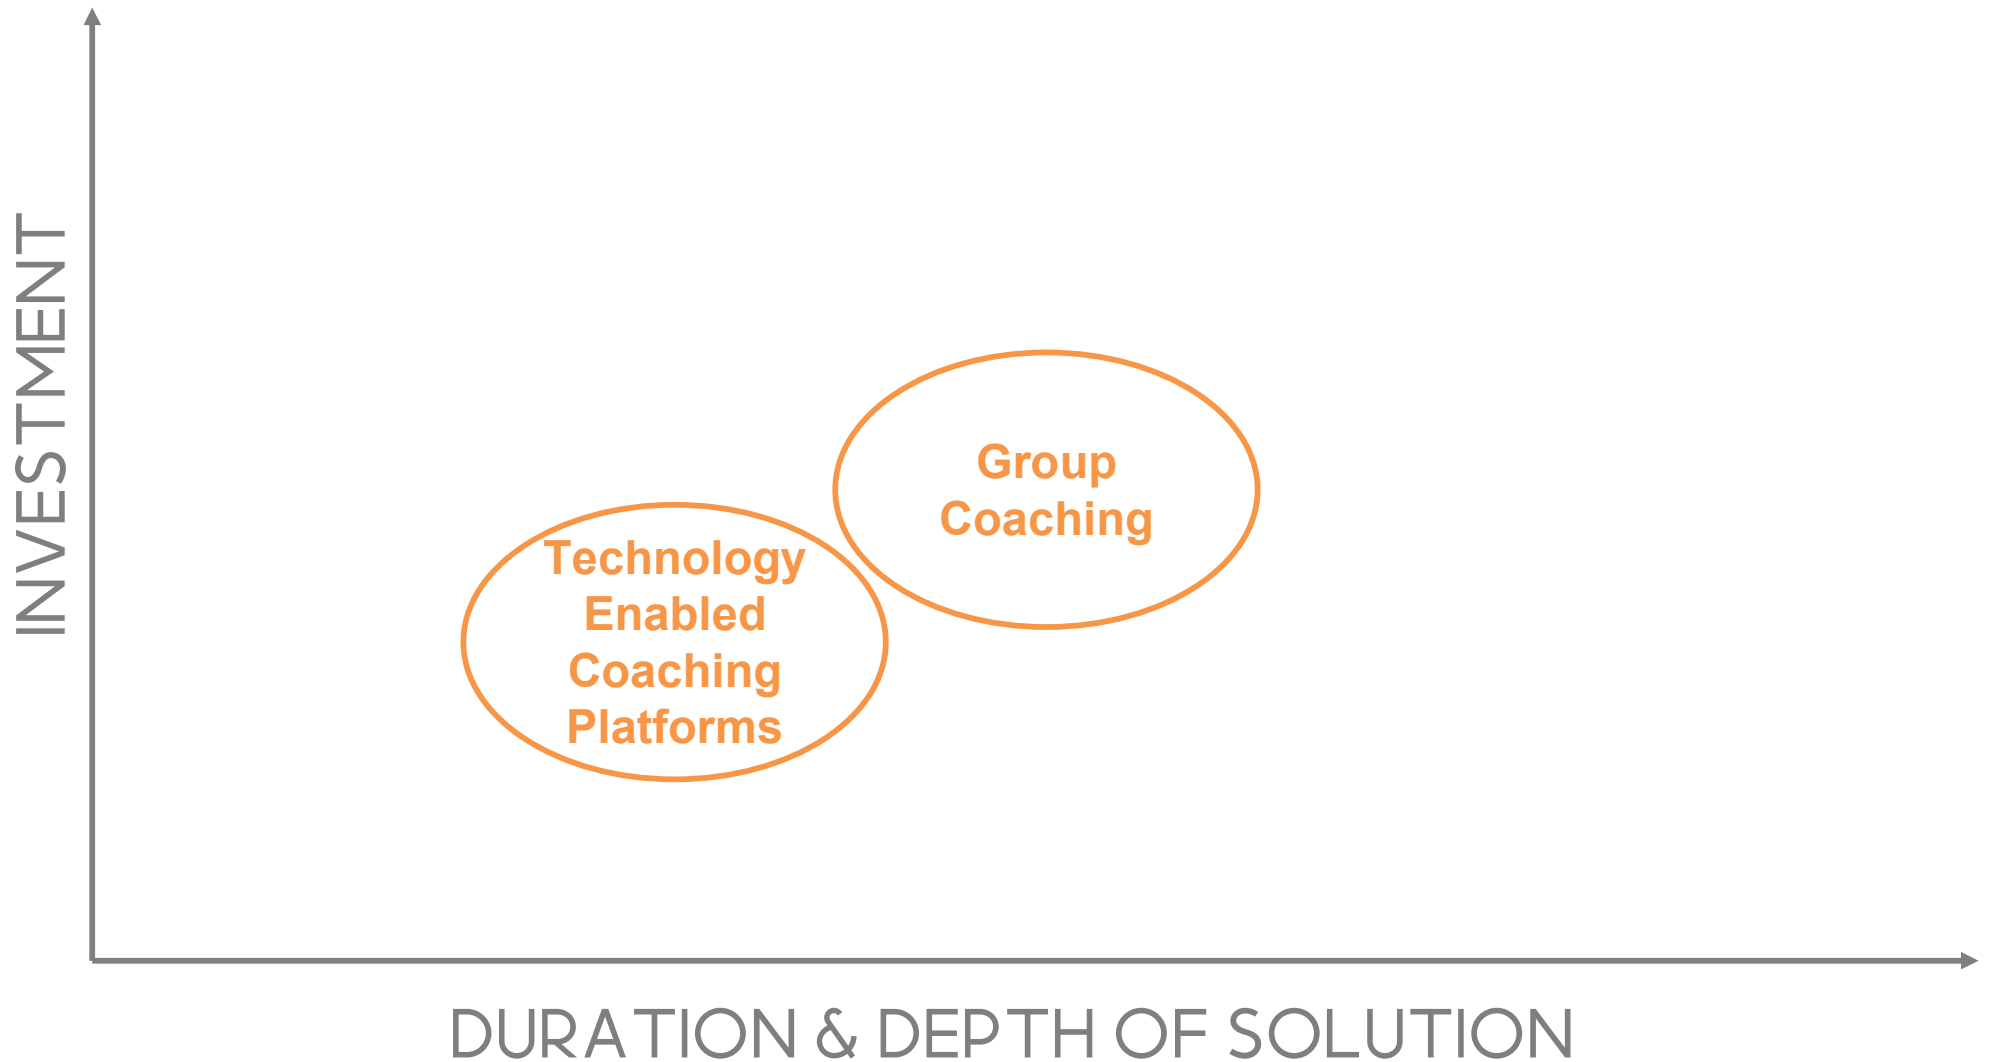 INVESTMENT
Group
Coaching
Technology
Enabled
Coaching
Platforms
DURATION & DEPTH OF SOLUTION